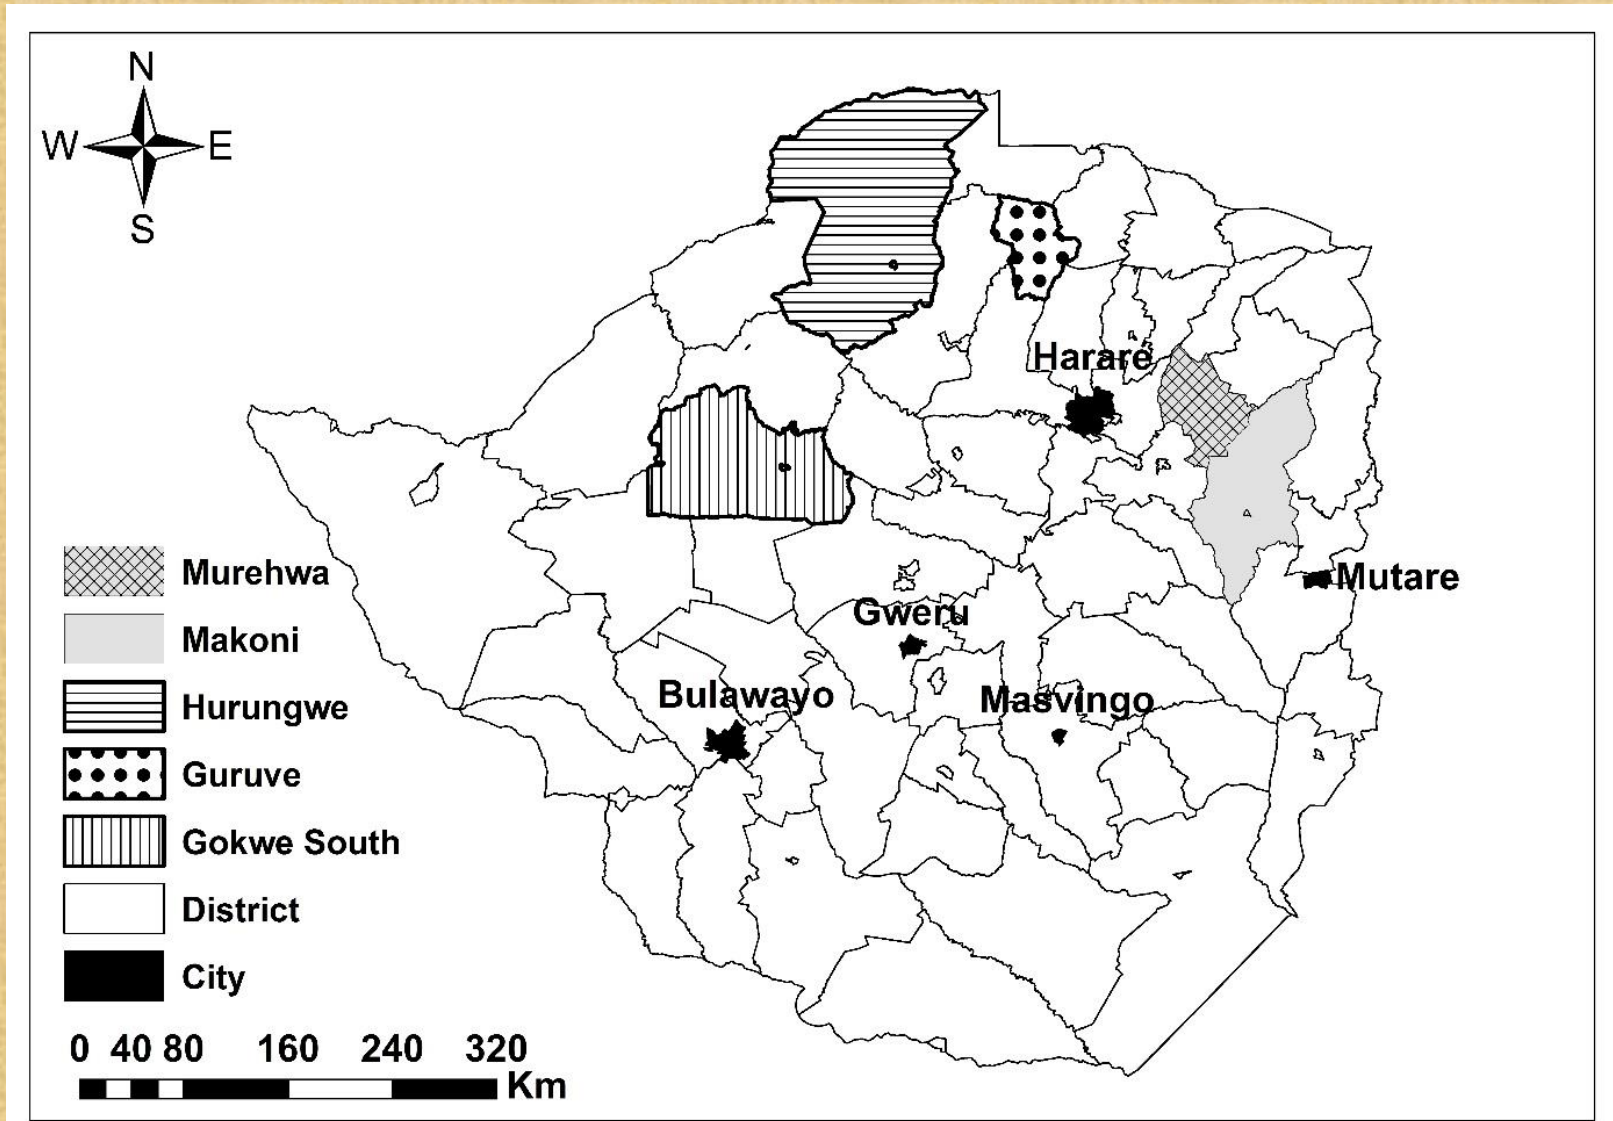 N
W E
S
Harare
Mutare
Gweru
Bulawayo
Masvingo
Murehwa
Makoni
Hurungwe
Guruve
Gokwe South
District
City
0 40 80 160 240 320
Km